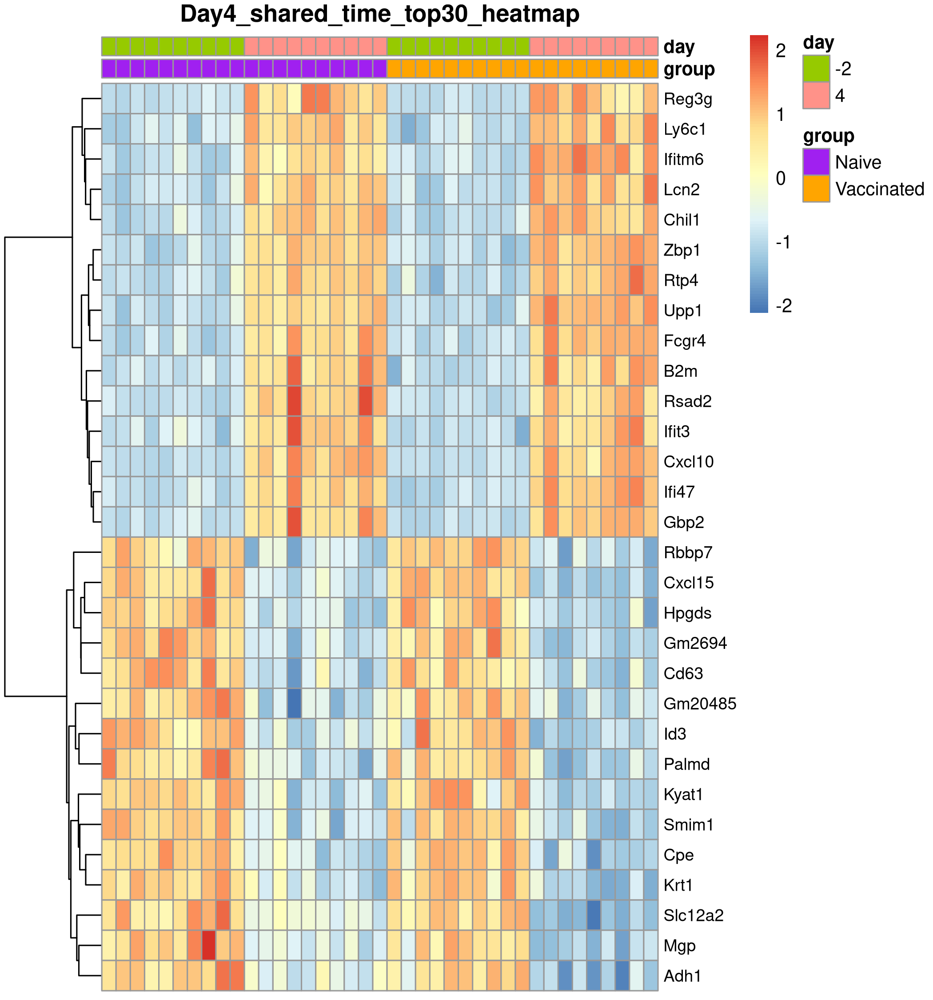 Day4_shared_time_top30_heatmap
day
group
Reg3g
Ly6c1
Ifitm6
Lcn2
Chil1
Zbp1
Rtp4
Upp1
Fcgr4
B2m
Rsad2
Ifit3
Cxcl10
Ifi47
Gbp2
Rbbp7
Cxcl15
Hpgds
Gm2694
Cd63
Gm20485
Id3
Palmd
Kyat1
Smim1
Cpe
Krt1
Slc12a2
Mgp
Adh1
2
1
0
-1
-2
day
-2
4
group
Naive
Vaccinated